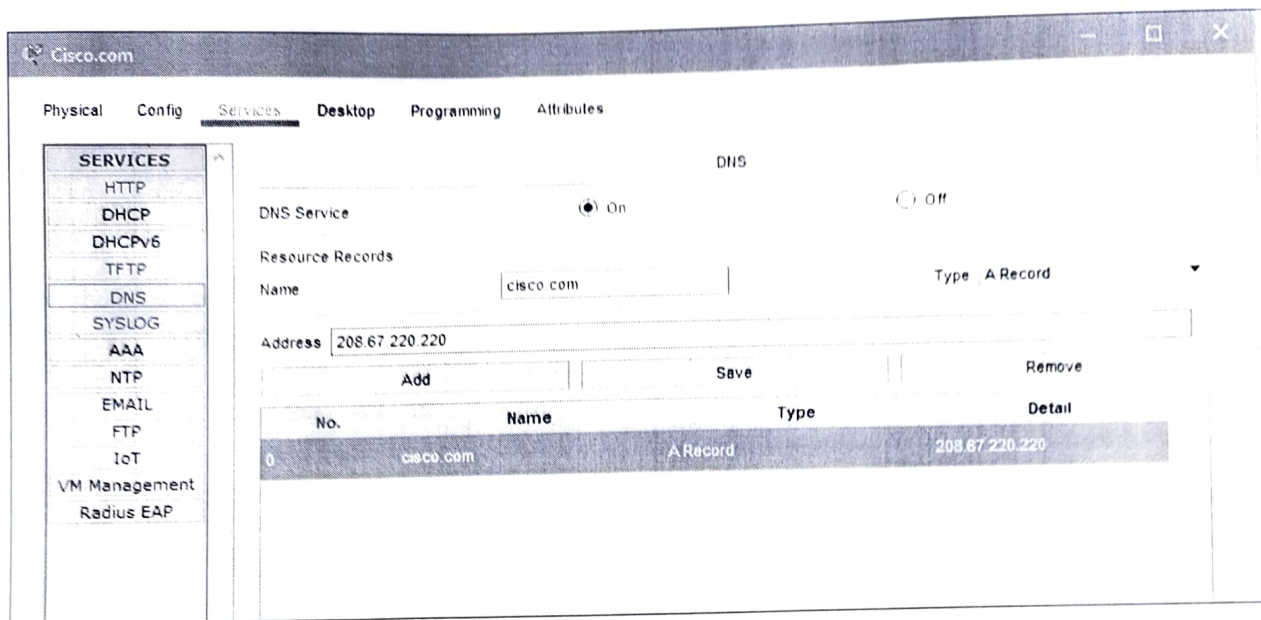 Cisco.com
Physical Config Services Desktop Programming Attributes
SERVICES
HTTP
DHCP
DHCPv6
TFTP
DNS
SYSLOG
AAA
NTP
EMAIL
FTP
IoT
VM Management
Radius EAP
DNS
DNS Service On Off
Resource Records
Name cisco.com Type A Record
Address 208.67.220.220
Add Save Remove
No. Name Type Detail
0 cisco.com A Record 208.67.220.220